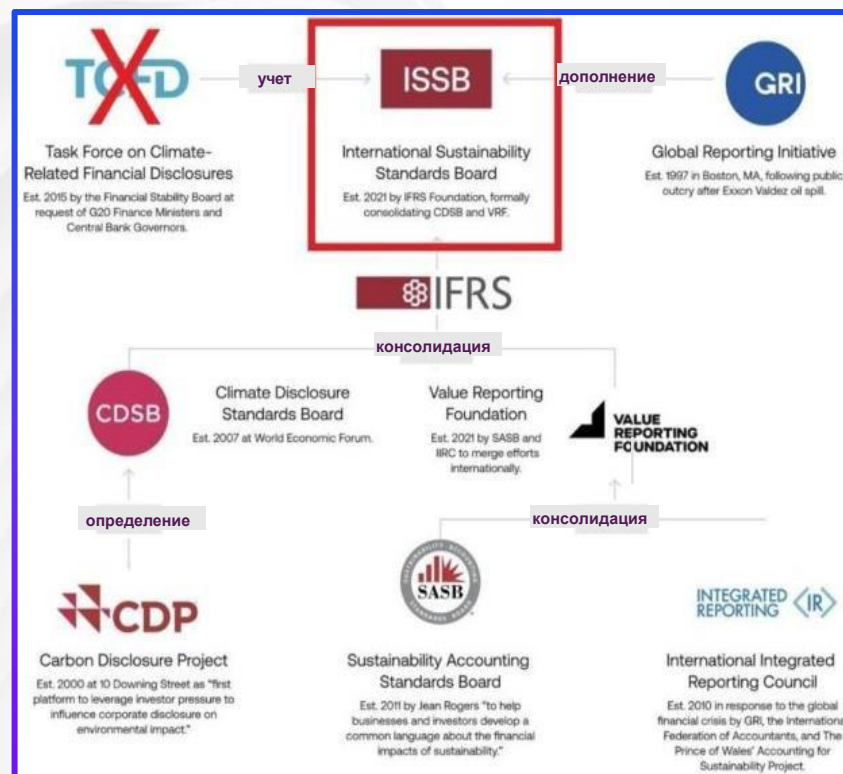 TCFD
учет
ISSB
дополнение
GRI
Task Force on Climate-
Related Financial Disclosures
Est. 2015 by the Financial Stability Board at
request of G20 Finance Ministers and
Central Bank Governors.
International Sustainability
Standards Board
Est. 2021 by IFRS Foundation, formally
consolidating CDSB and VRF.
Global Reporting Initiative
Est. 1997 in Boston, MA, following public
outcry after Exxon Valdez oil spill.
IFRS
консолидация
CDSB
Climate Disclosure
Standards Board
Est. 2007 at World Economic Forum.
Value Reporting
Foundation
Est. 2021 by SASB and
IIRC to merge efforts
internationally.
VALUE
REPORTING
FOUNDATION
определение
консолидация
CDP
Carbon Disclosure Project
Est. 2000 at 10 Downing Street as "first
platform to leverage investor pressure to
influence corporate disclosure on
environmental impact."
SUSTAINABILITY ACCOUNTING
SASB
STANDARDS BOARD
Sustainability Accounting
Standards Board
Est. 2011 by Jean Rogers "to help
businesses and investors develop a
common language about the financial
impacts of sustainability."
INTEGRATED
REPORTING
<IR>
International Integrated
Reporting Council
Est. 2010 in response to the global
financial crisis by GRI, the Internationa
Federation of Accountants, and The
Prince of Wales' Accounting for
Sustainability Project.